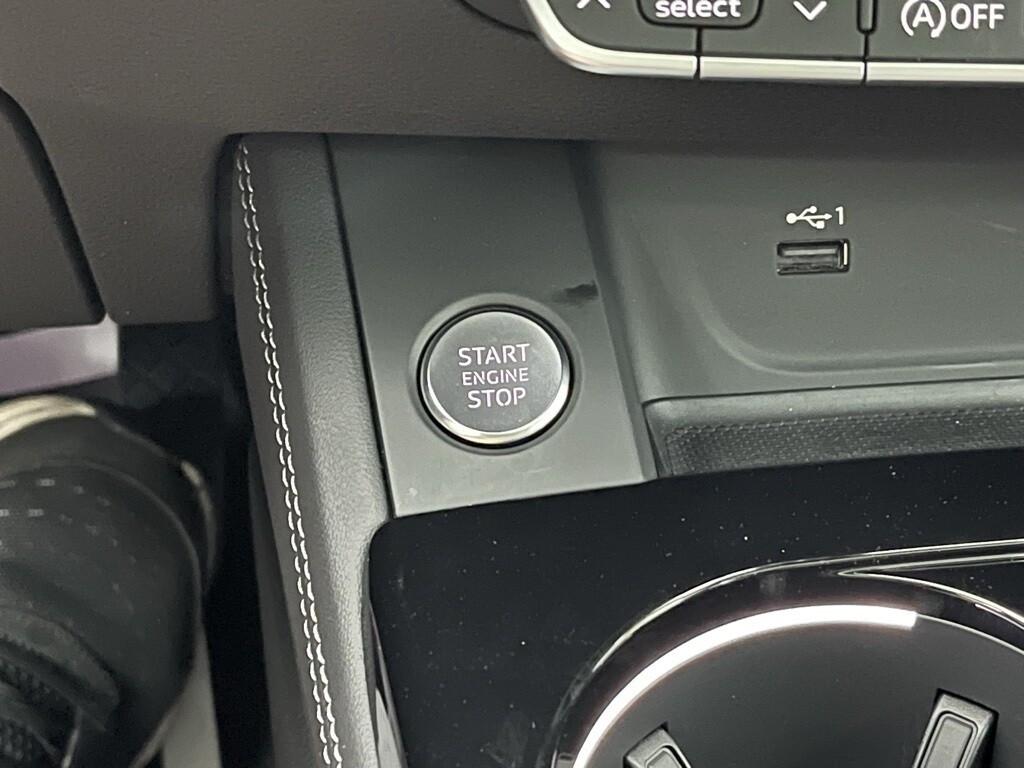 select
A OFF
1
START
ENGINE
STOP